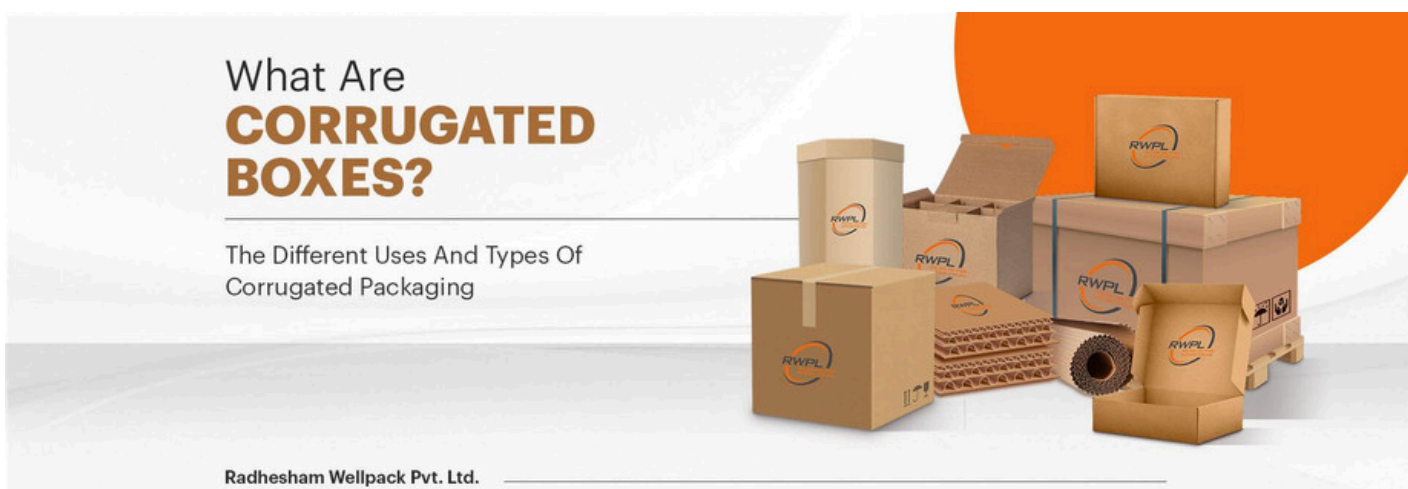 What Are
CORRUGATED
BOXES?
The Different Uses And Types Of
Corrugated Packaging
RWPL
RWPL
RWPL
RWPL
RWPL
RWPL
RWPL
Radhesham Wellpack Pvt. Ltd.